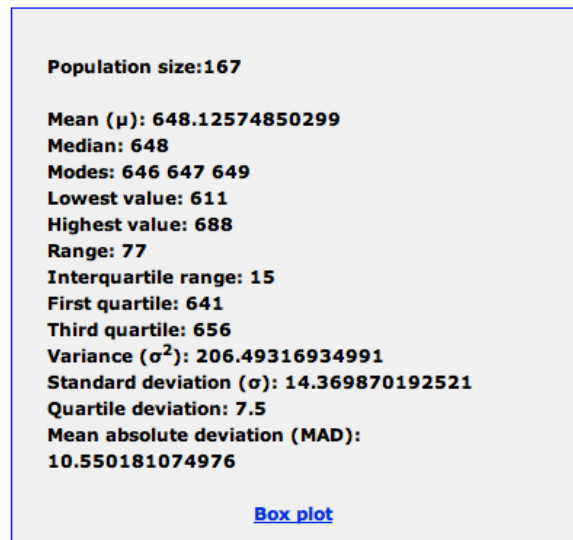 Population size:167
Mean (μ): 648.12574850299
Median: 648
Modes: 646 647 649
Lowest value: 611
Highest value: 688
Range: 77
Interquartile range: 15
First quartile: 641
Third quartile: 656
Variance (σ²): 206.49316934991
Standard deviation (σ): 14.369870192521
Quartile deviation: 7.5
Mean absolute deviation (MAD):
10.550181074976
Box plot